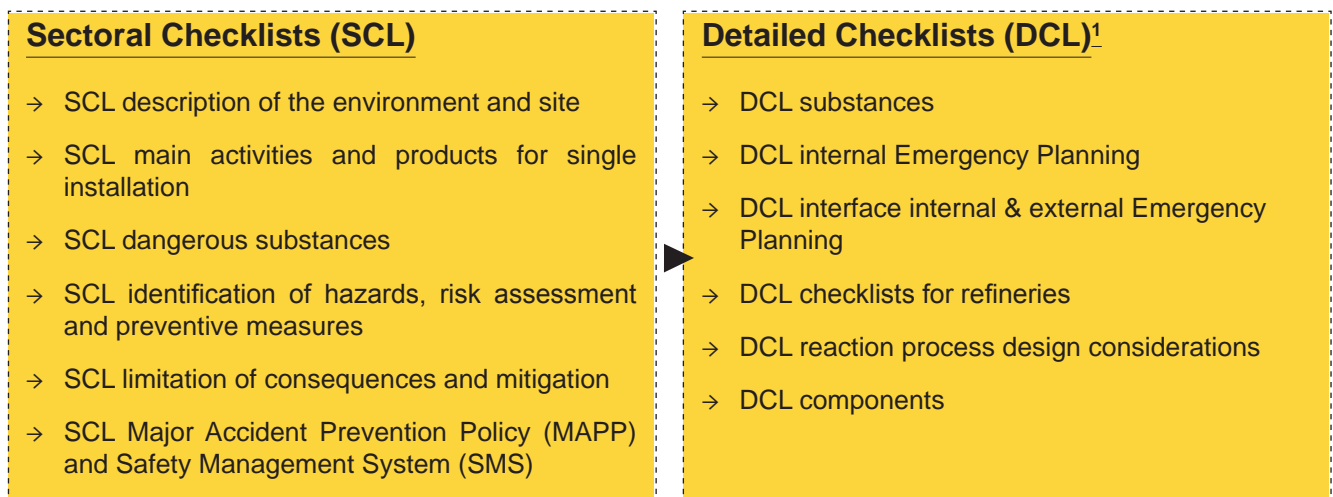 Sectoral Checklists (SCL)
→ SCL description of the environment and site
→ SCL main activities and products for single
installation
→ SCL dangerous substances
→ SCL identification of hazards, risk assessment
and preventive measures
→ SCL limitation of consequences and mitigation
→ SCL Major Accident Prevention Policy (MAPP)
and Safety Management System (SMS)
Detailed Checklists (DCL)1
→ DCL substances
→ DCL internal Emergency Planning
→ DCL interface internal & external Emergency
Planning
→ DCL checklists for refineries
→ DCL reaction process design considerations
→ DCL components